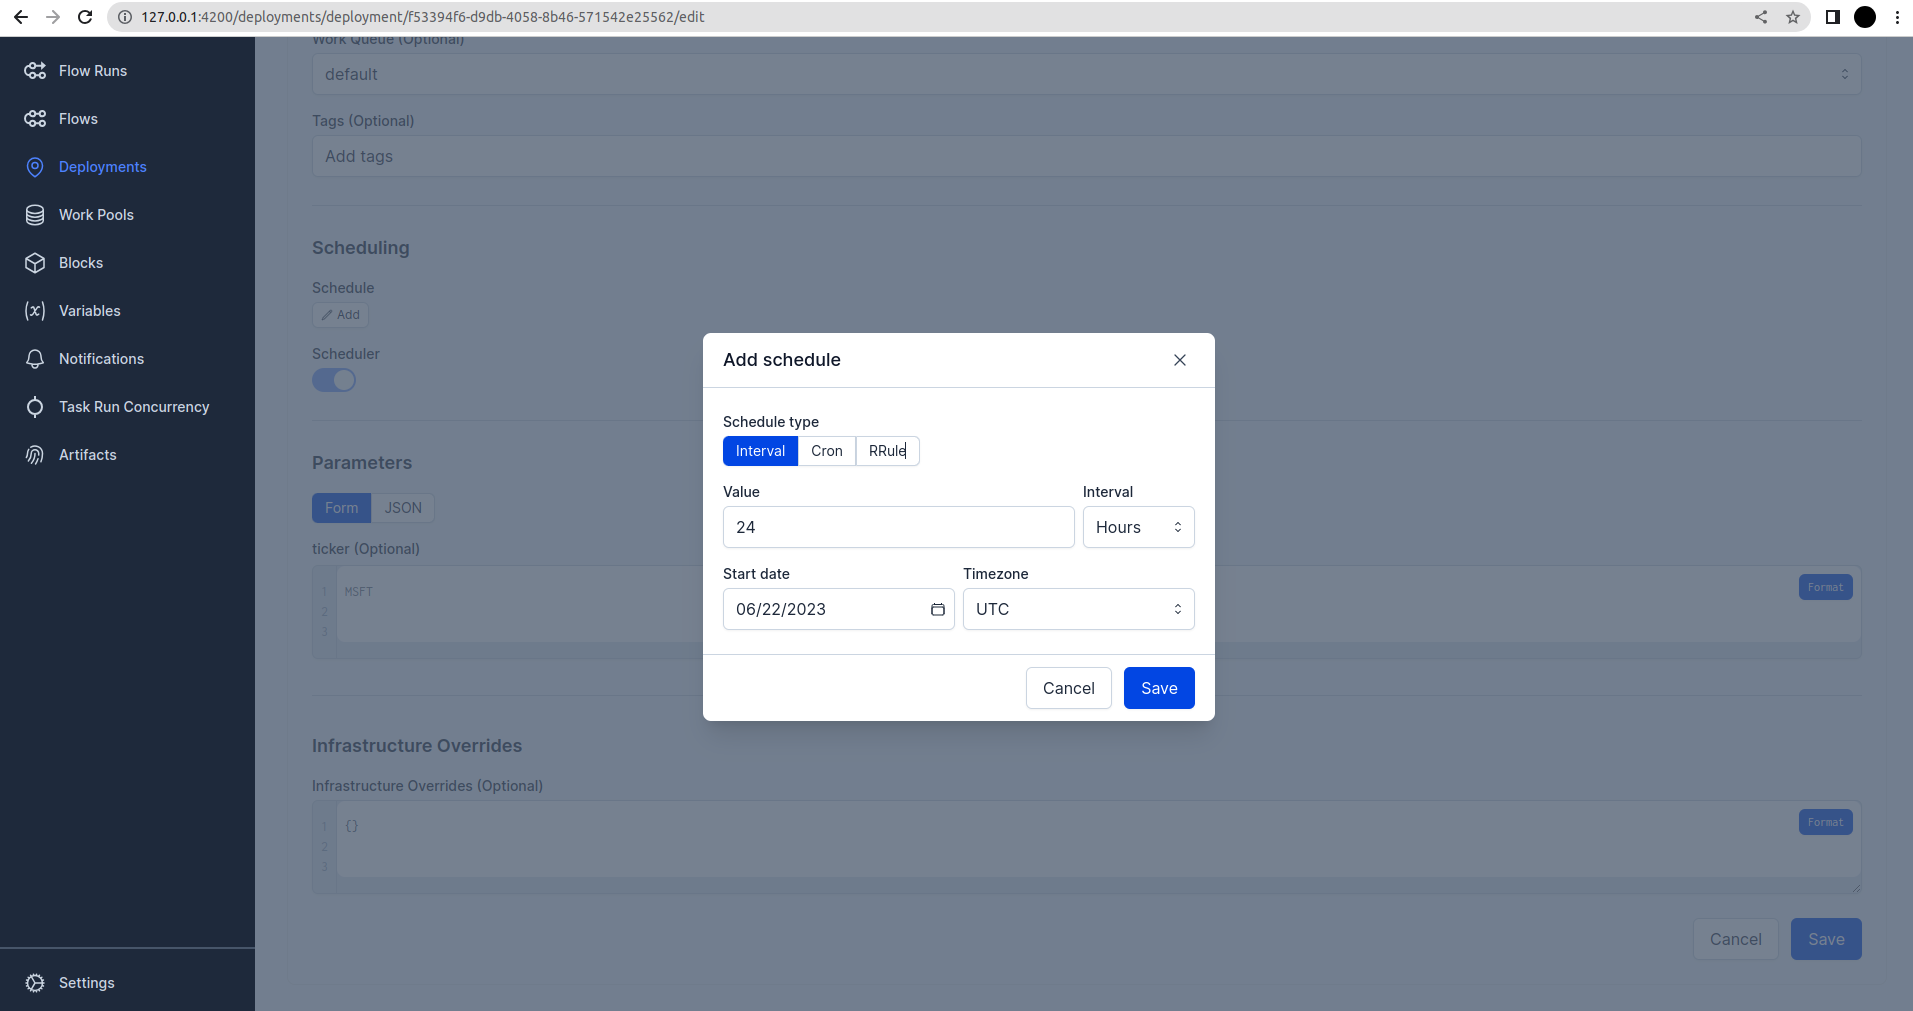 127.0.0.1:4200/deployments/deployment/f53394f6-d9db-4058-8b46-571542e25562/edit
Flow Runs
Flows
Deployments
Work Pools
Blocks
Variables
Notifications
Task Run Concurrency
Artifacts
Settings
Work Queue (Optional)
default
Tags (Optional)
Add tags
Scheduling
Schedule
Add
Scheduler
Parameters
Form JSON
ticker (Optional)
1 MSFT
2
3
Format
Infrastructure Overrides
Infrastructure Overrides (Optional)
1 {}
2
3
Format
Cancel Save
Add schedule
Schedule type
Interval Cron RRule
Value Interval
24 Hours
Start date Timezone
06/22/2023 UTC
Cancel Save